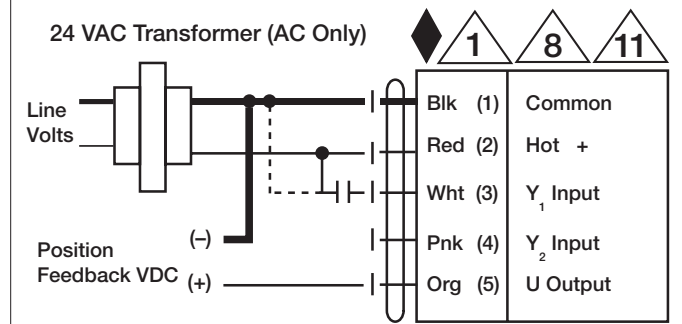 24 VAC Transformer (AC Only)
1
8
11
Line
Volts
Blk (1) Common
Red (2) Hot +
Wht (3) Y1 Input
Pnk (4) Y2 Input
Org (5) U Output
Position
Feedback VDC
(–)
(+)